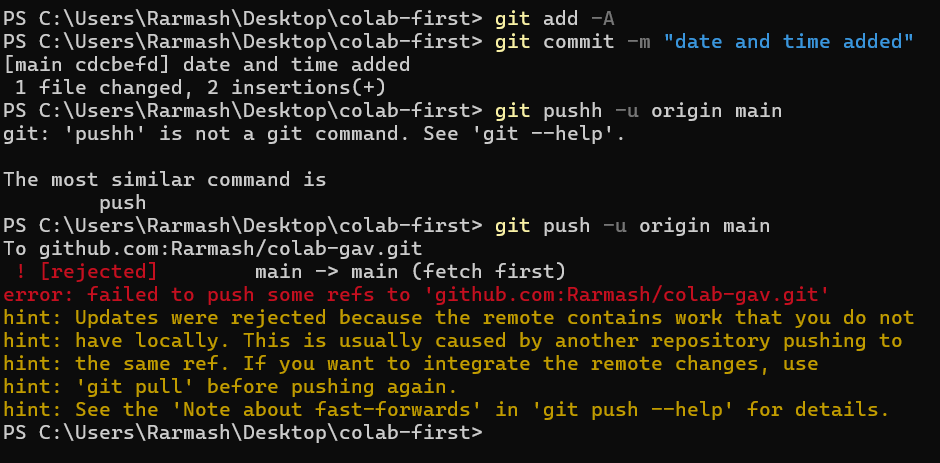 PS C:\Users\Rarmash\Desktop\colab-first> git add -A
PS C:\Users\Rarmash\Desktop\colab-first> git commit -m "date and time added"
[main cdcbefd] date and time added
 1 file changed, 2 insertions(+)
PS C:\Users\Rarmash\Desktop\colab-first> git pushh -u origin main
git: 'pushh' is not a git command. See 'git --help'.

The most similar command is
        push
PS C:\Users\Rarmash\Desktop\colab-first> git push -u origin main
To github.com:Rarmash/colab-gav.git
 ! [rejected]        main -> main (fetch first)
error: failed to push some refs to 'github.com:Rarmash/colab-gav.git'
hint: Updates were rejected because the remote contains work that you do not
hint: have locally. This is usually caused by another repository pushing to
hint: the same ref. If you want to integrate the remote changes, use
hint: 'git pull' before pushing again.
hint: See the 'Note about fast-forwards' in 'git push --help' for details.
PS C:\Users\Rarmash\Desktop\colab-first>